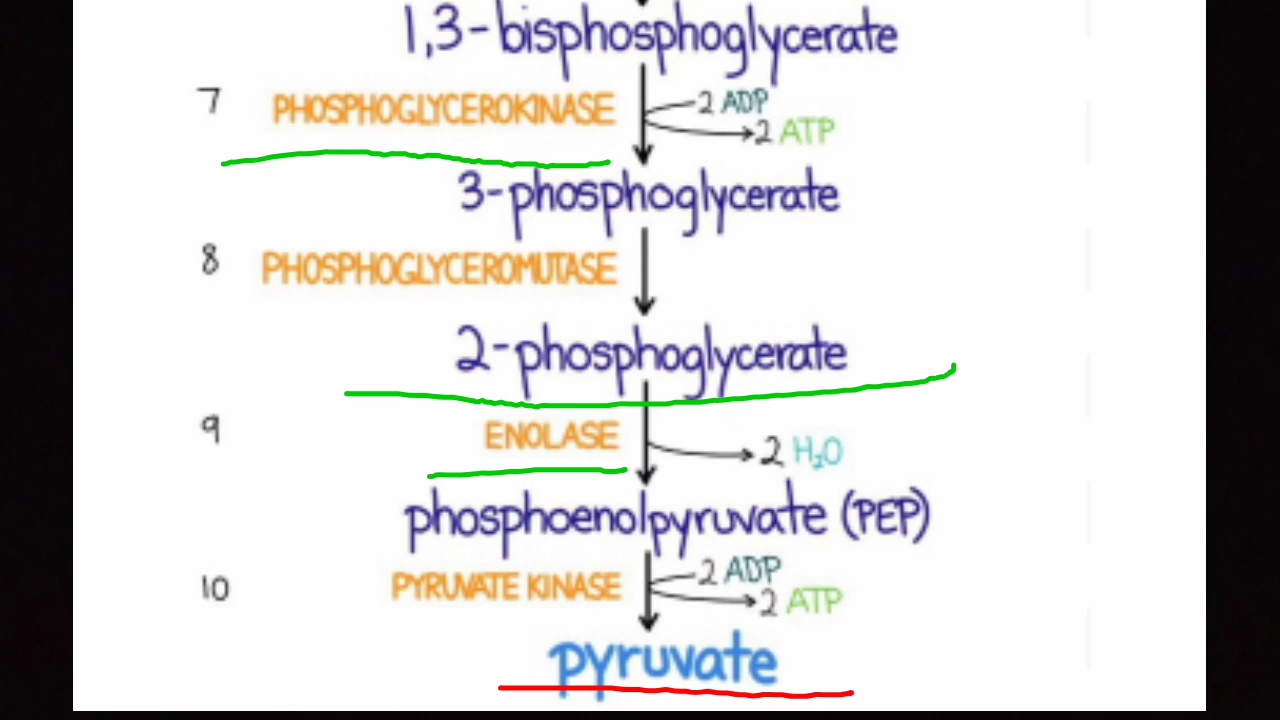 1,3-bisphosphoglycerate
7 PHOSPHOGLYCEROKINASE 2 ADP
2 ATP
3-phosphoglycerate
8 PHOSPHOGLYCEROMUTASE
2-phosphoglycerate
9 ENOLASE 2 H₂O
phosphoenolpyruvate (PEP)
10 PYRUVATE KINASE 2 ADP
2 ATP
pyruvate